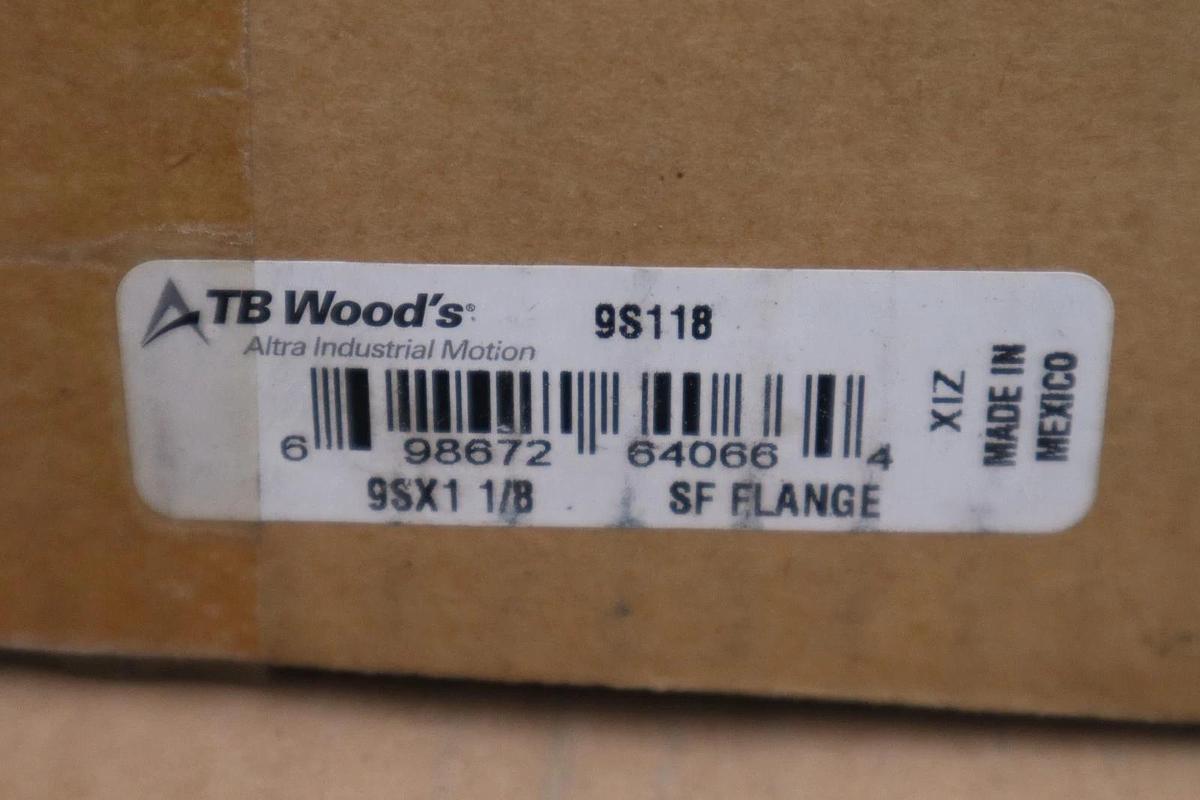 TB Wood's®
Altra Industrial Motion
9S118
6 98672 64066 4
9SX1 1/8 SF FLANGE
XIZ
MADE IN
MEXICO